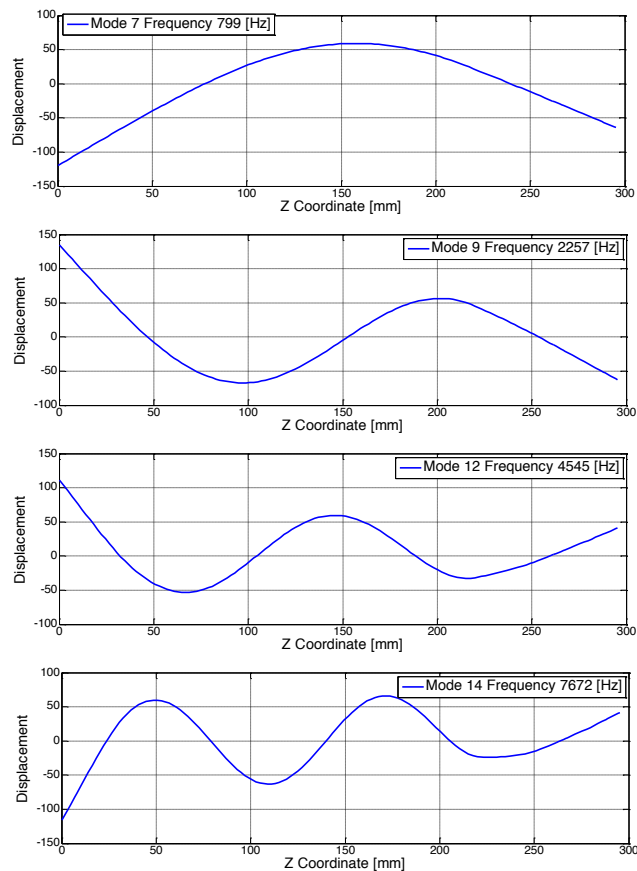 100
Mode 7 Frequency 799 [Hz]
50
0
-50
-100
-150
Displacement
0 50 100 150 200 250 300
Z Coordinate [mm]
150
Mode 9 Frequency 2257 [Hz]
100
50
0
-50
-100
Displacement
0 50 100 150 200 250 300
Z Coordinate [mm]
150
Mode 12 Frequency 4545 [Hz]
100
50
0
-50
-100
Displacement
0 50 100 150 200 250 300
Z Coordinate [mm]
100
Mode 14 Frequency 7672 [Hz]
50
0
-50
-100
-150
Displacement
0 50 100 150 200 250 300
Z Coordinate [mm]